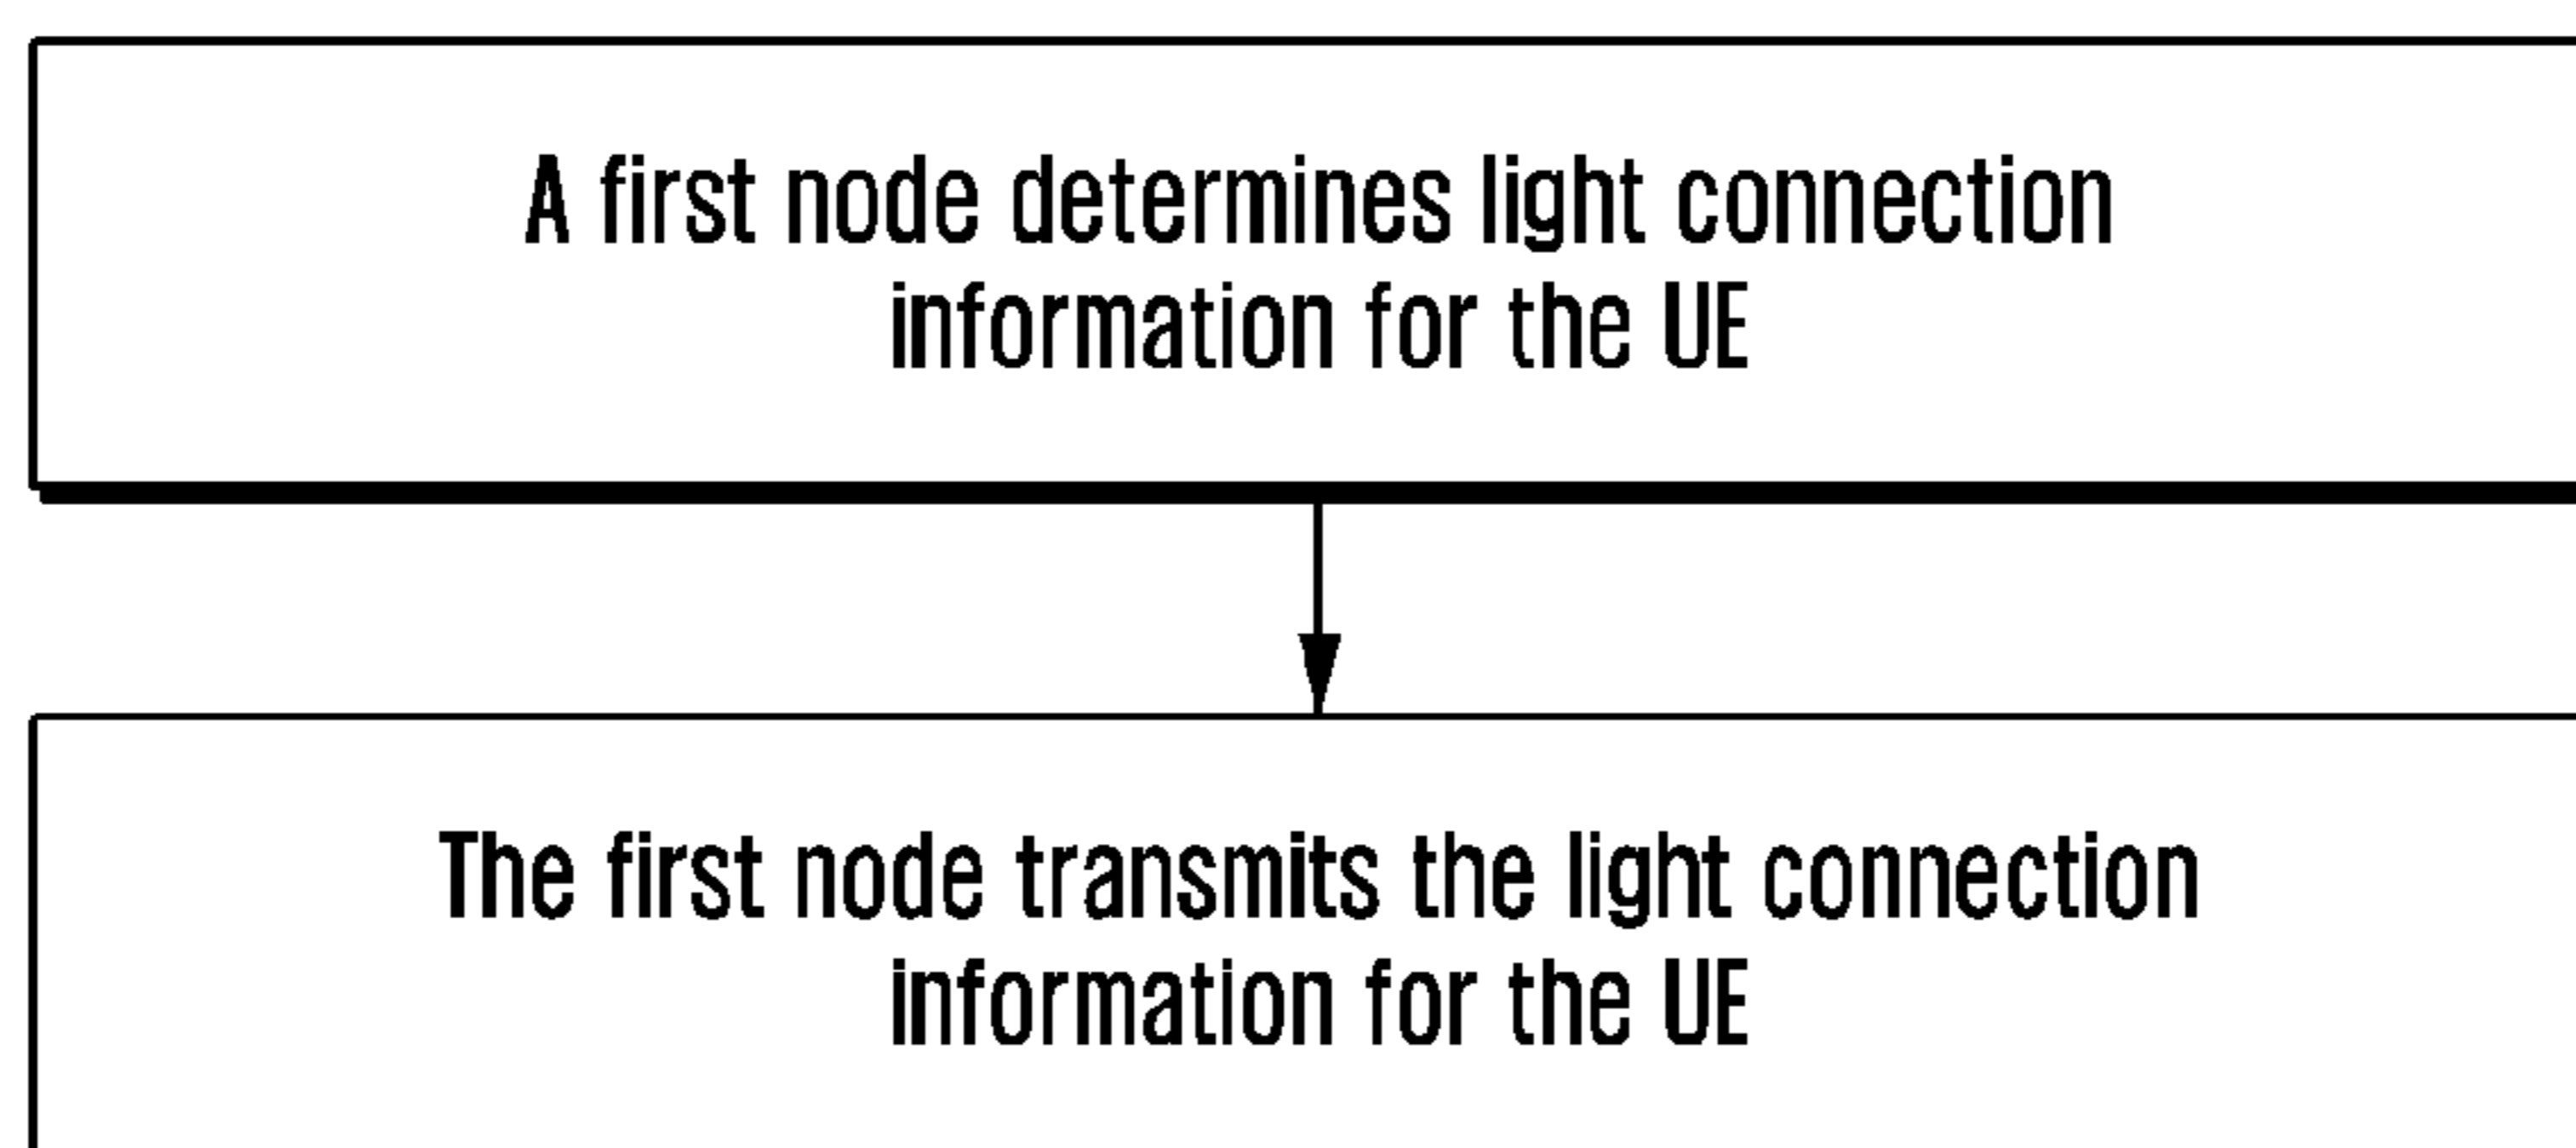 A first node determines light connection
information for the UE
The first node transmits the light connection
information for the UE